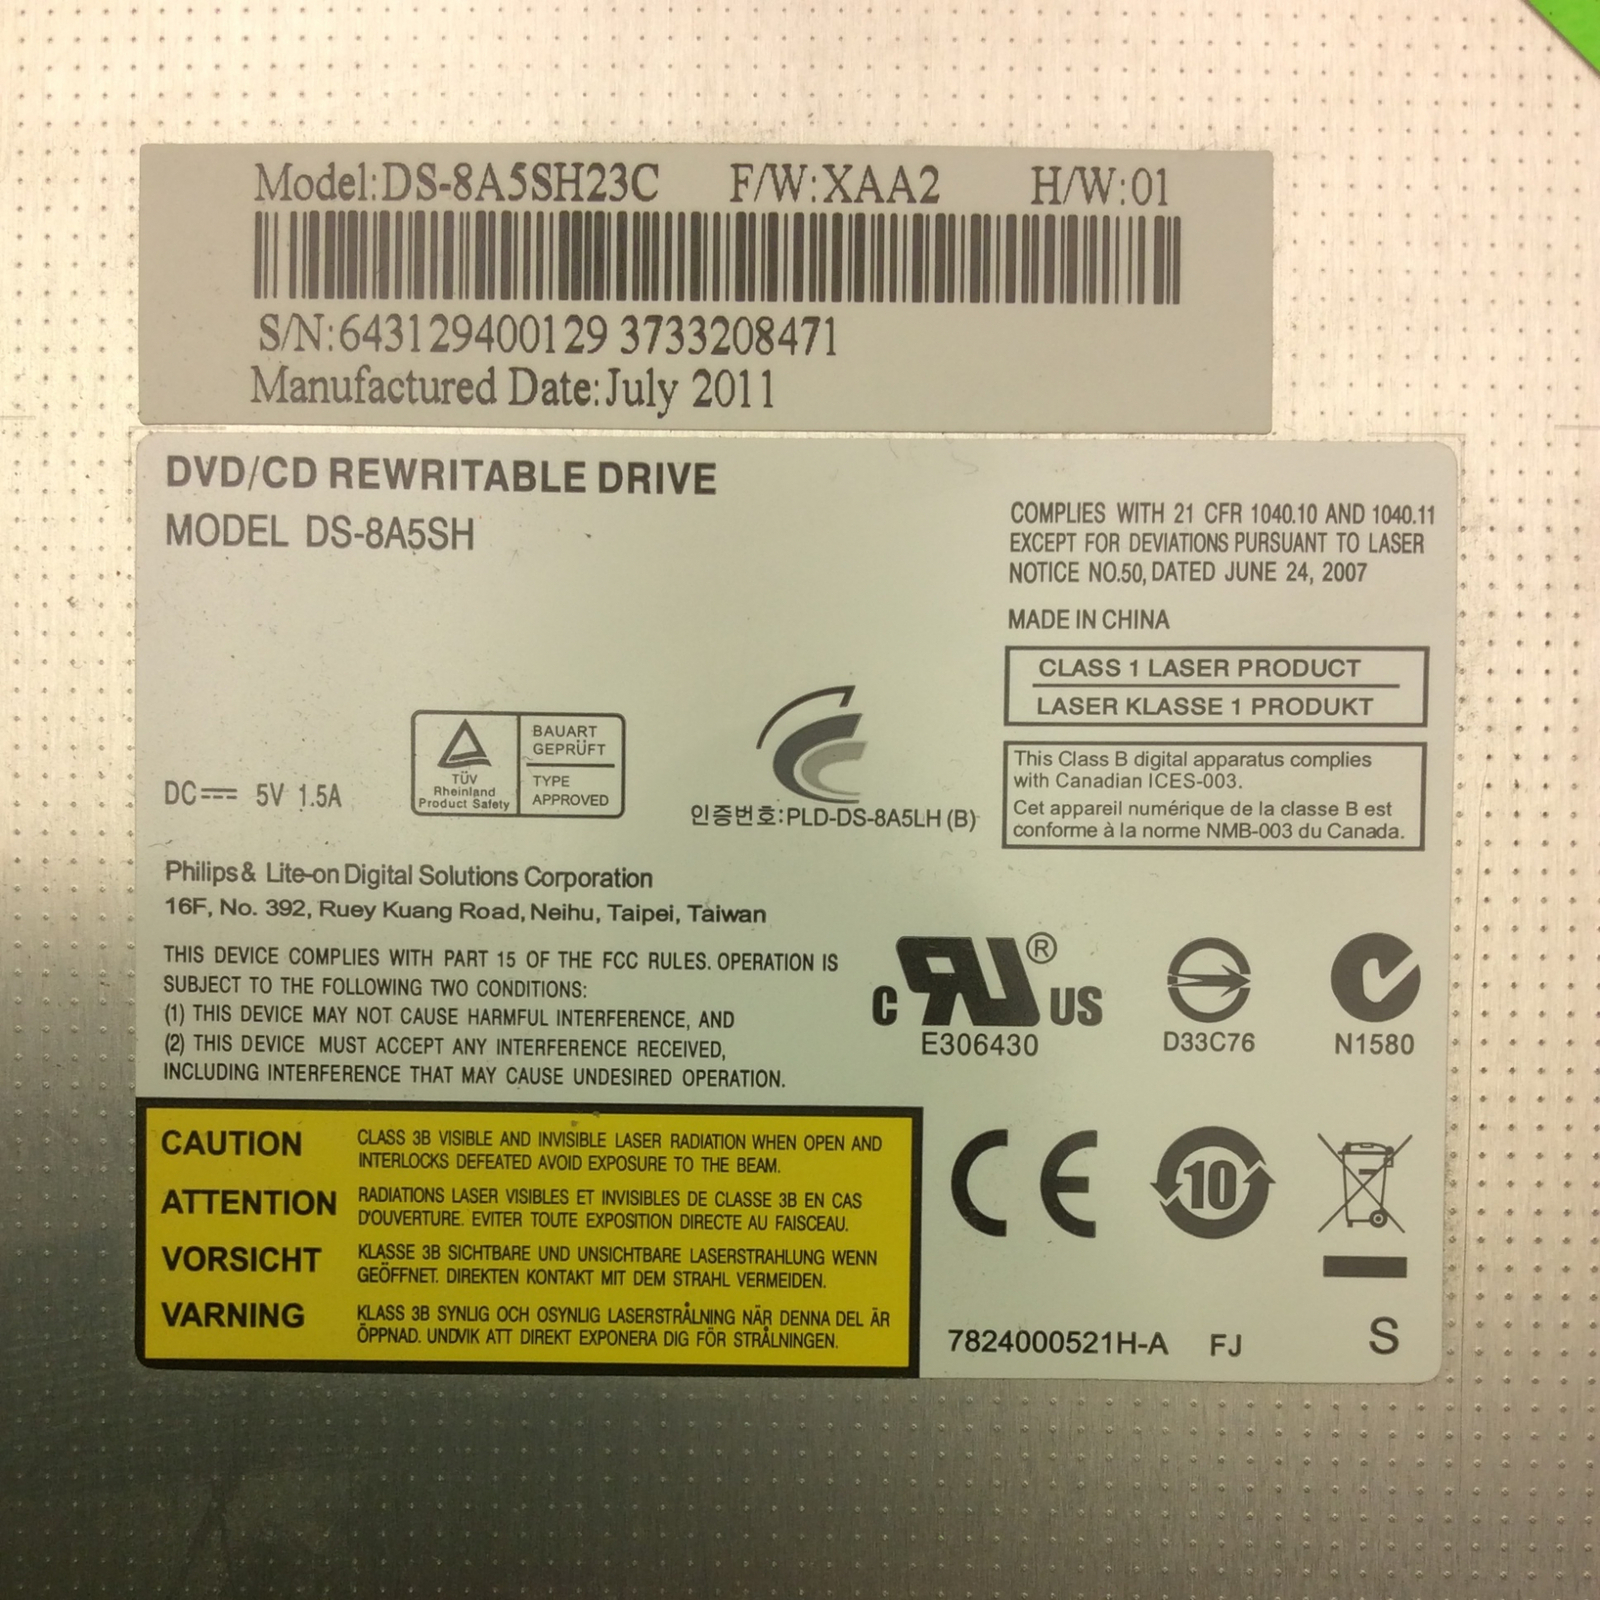 Model:DS-8A5SH23C F/W:XAA2 H/W:01
S/N:643129400129 3733208471
Manufactured Date:July 2011
DVD/CD REWRITABLE DRIVE
MODEL DS-8A5SH
COMPLIES WITH 21 CFR 1040.10 AND 1040.11
EXCEPT FOR DEVIATIONS PURSUANT TO LASER
NOTICE NO.50, DATED JUNE 24, 2007
MADE IN CHINA
CLASS 1 LASER PRODUCT
LASER KLASSE 1 PRODUKT
This Class B digital apparatus complies
with Canadian ICES-003.
Cet appareil numérique de la classe B est
conforme à la norme NMB-003 du Canada.
DC 5V 1.5A
TÜV
Rheinland
Product Safety
BAUART
GEPRÜFT
TYPE
APPROVED
인증번호:PLD-DS-8A5LH (B)
Philips & Lite-on Digital Solutions Corporation
16F, No. 392, Ruey Kuang Road, Neihu, Taipei, Taiwan
THIS DEVICE COMPLIES WITH PART 15 OF THE FCC RULES. OPERATION IS
SUBJECT TO THE FOLLOWING TWO CONDITIONS:
(1) THIS DEVICE MAY NOT CAUSE HARMFUL INTERFERENCE, AND
(2) THIS DEVICE MUST ACCEPT ANY INTERFERENCE RECEIVED,
INCLUDING INTERFERENCE THAT MAY CAUSE UNDESIRED OPERATION.
C RU ® US
E306430
D33C76
N1580
CAUTION CLASS 3B VISIBLE AND INVISIBLE LASER RADIATION WHEN OPEN AND
INTERLOCKS DEFEATED AVOID EXPOSURE TO THE BEAM.
ATTENTION RADIATIONS LASER VISIBLES ET INVISIBLES DE CLASSE 3B EN CAS
D'OUVERTURE. EVITER TOUTE EXPOSITION DIRECTE AU FAISCEAU.
VORSICHT KLASSE 3B SICHTBARE UND UNSICHTBARE LASERSTRAHLUNG WENN
GEÖFFNET. DIREKTEN KONTAKT MIT DEM STRAHL VERMEIDEN.
VARNING KLASS 3B SYNLIG OCH OSYNLIG LASERSTRÅLNING NÄR DENNA DEL ÄR
ÖPPNAD. UNDVIK ATT DIREKT EXPONERA DIG FÖR STRÅLNINGEN.
CE
10
7824000521H-A FJ S